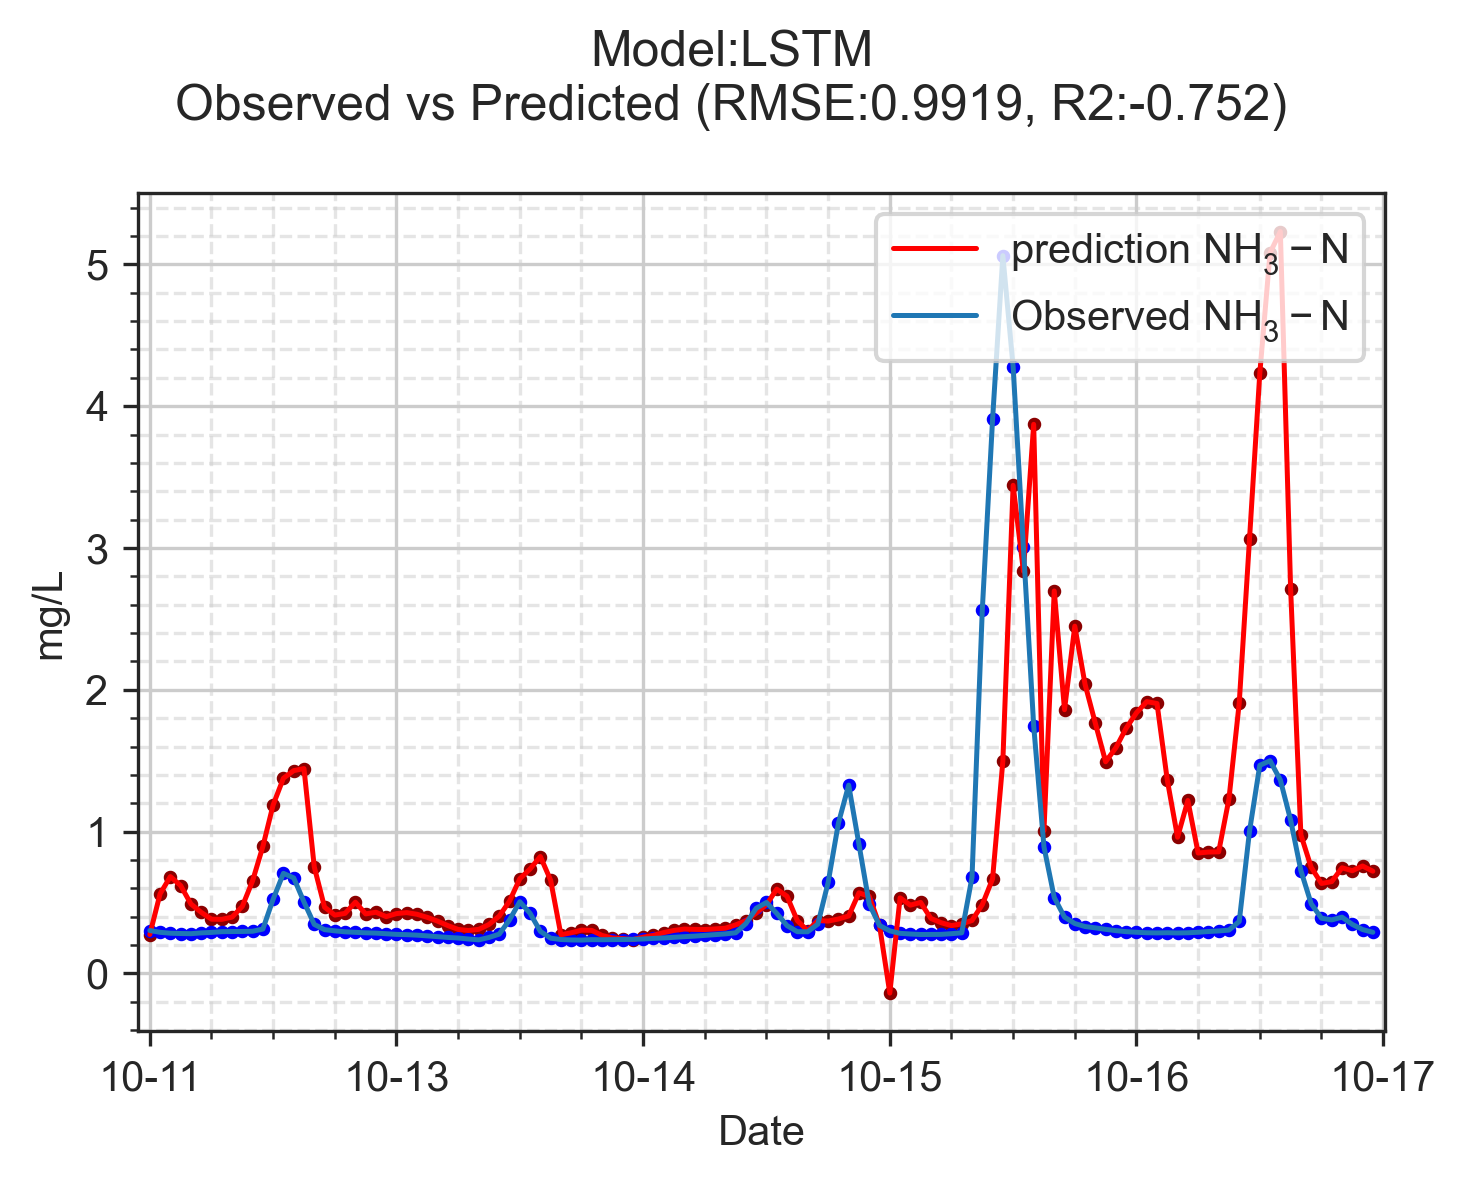 Model:LSTM
Observed vs Predicted (RMSE:0.9919, R2:-0.752)
prediction NH₃ − N
Observed NH₃ − N
5
4
3
2
1
0
mg/L
10-11 10-13 10-14 10-15 10-16 10-17
Date